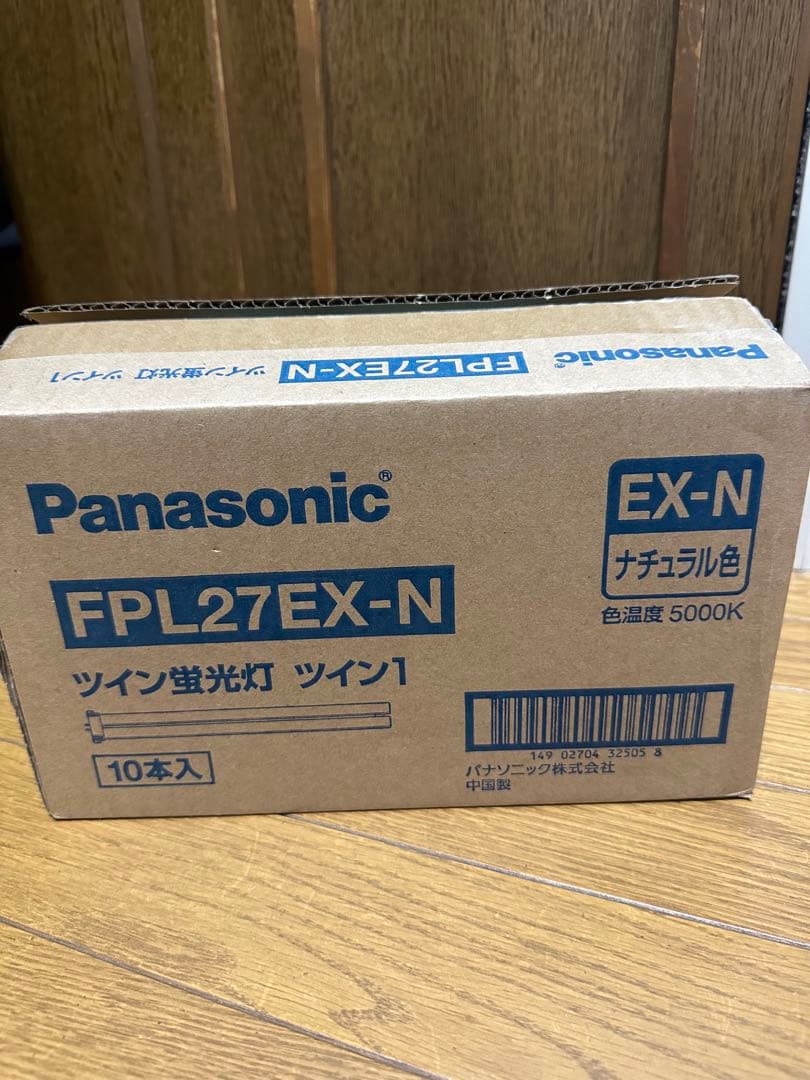 Panasonic® FPL27EX-N ツイン蛍光灯 ツイン1
Panasonic®
FPL27EX-N
ツイン蛍光灯 ツイン1
10本入
EX-N
ナチュラル色
色温度 5000K
149 02704 32505 8
パナソニック株式会社
中国製